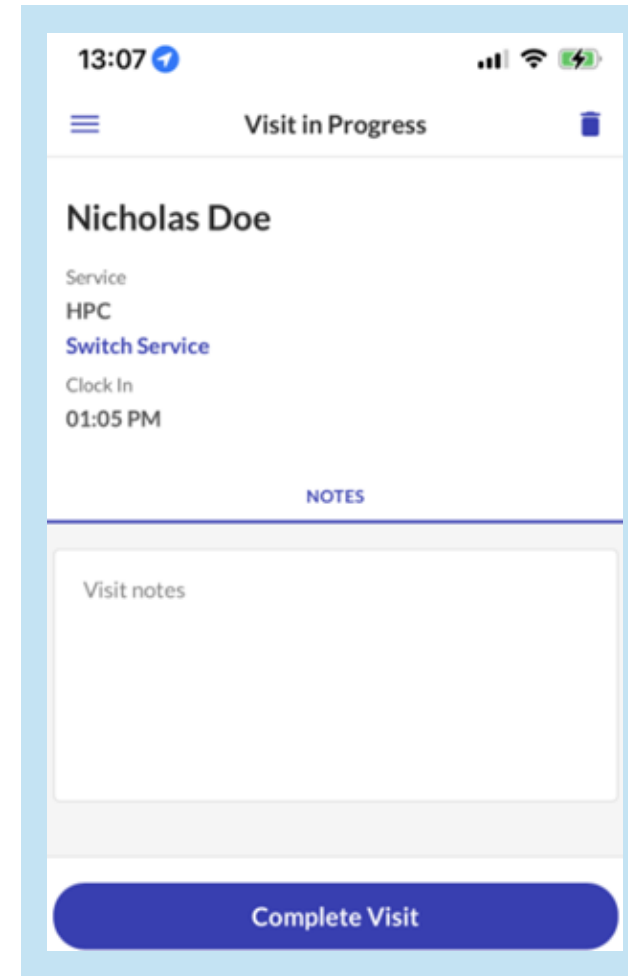 13:07
Visit in Progress
Nicholas Doe
Service
HPC
Switch Service
Clock In
01:05 PM
NOTES
Visit notes
Complete Visit